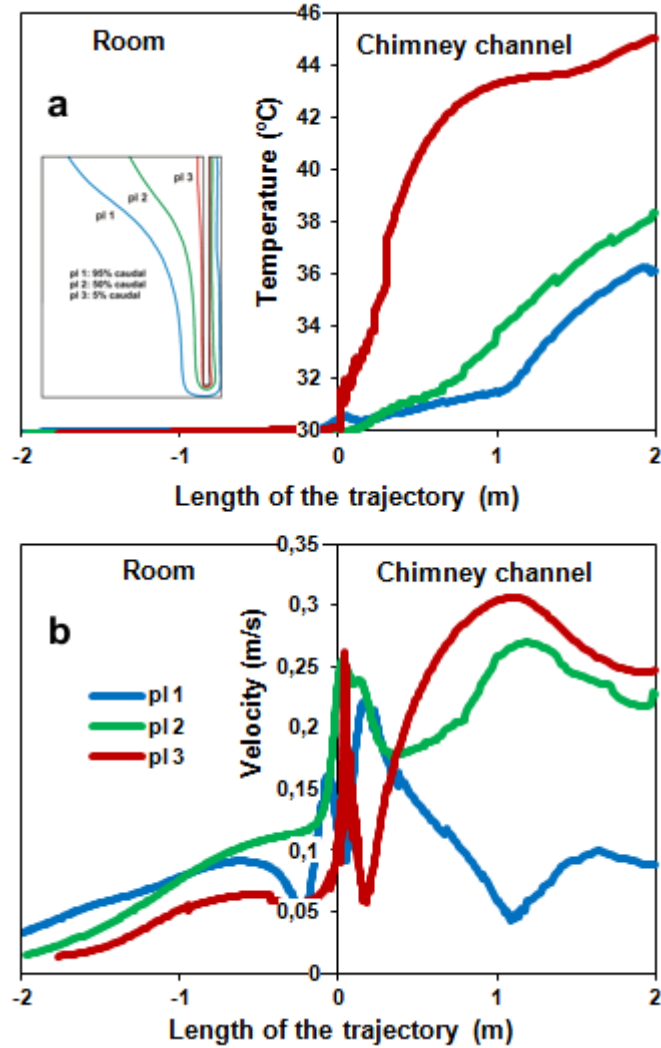 Room
Chimney channel
a
46
44
42
40
38
36
34
32
30
Temperature (ºC)
pl 1
pl 2
pl 3
pl 1: 95% caudal
pl 2: 50% caudal
pl 3: 5% caudal
-2
-1
0
1
2
Length of the trajectory (m)
Room
Chimney channel
b
0,35
0,3
0,25
0,2
0,15
0,1
0,05
0
Velocity (m/s)
pl 1
pl 2
pl 3
-2
-1
0
1
2
Length of the trajectory (m)